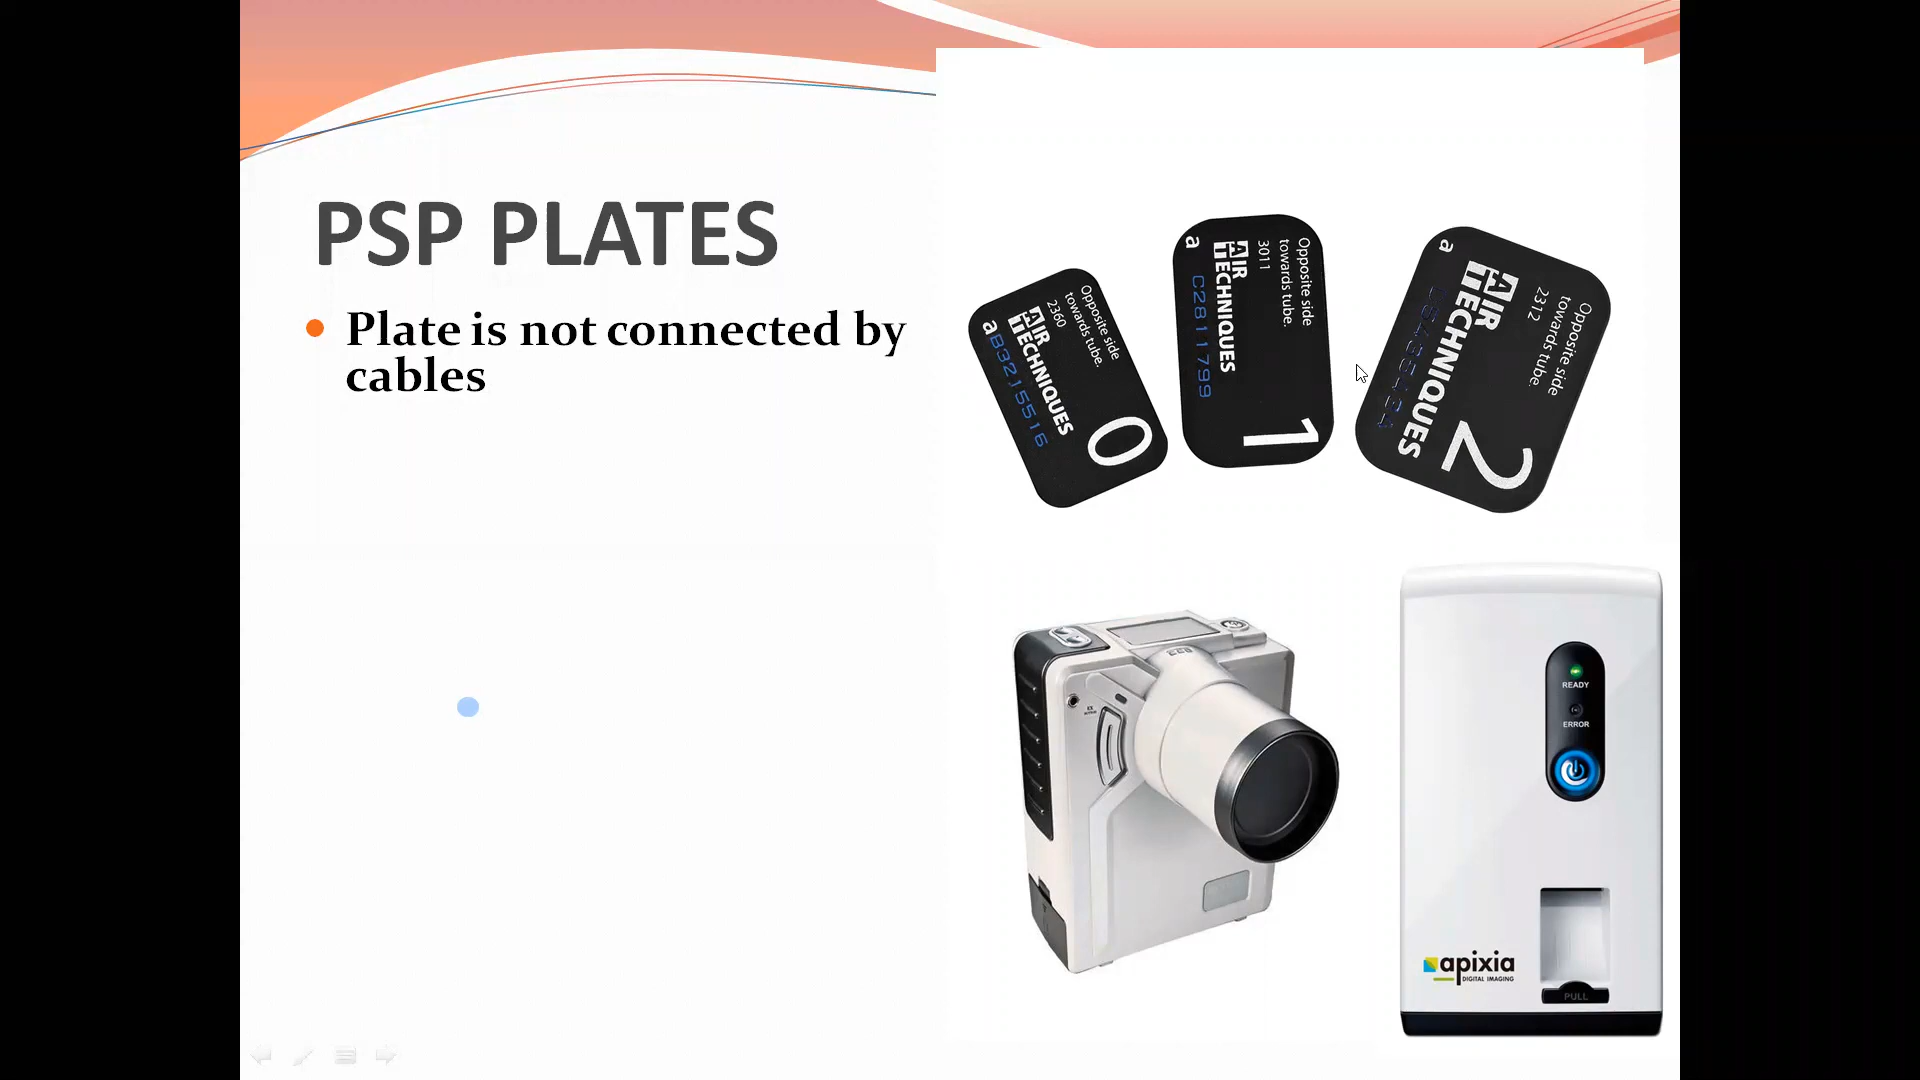 PSP PLATES
Plate is not connected by
cables
Opposite side
towards tube.
2360
AIR
TECHNIQUES
a
B3215516
0
Opposite side
towards tube.
3011
AIR
TECHNIQUES
a
C2811799
1
Opposite side
towards tube.
2312
AIR
TECHNIQUES
a
2
READY
ERROR
apixia
DIGITAL IMAGING
PULL